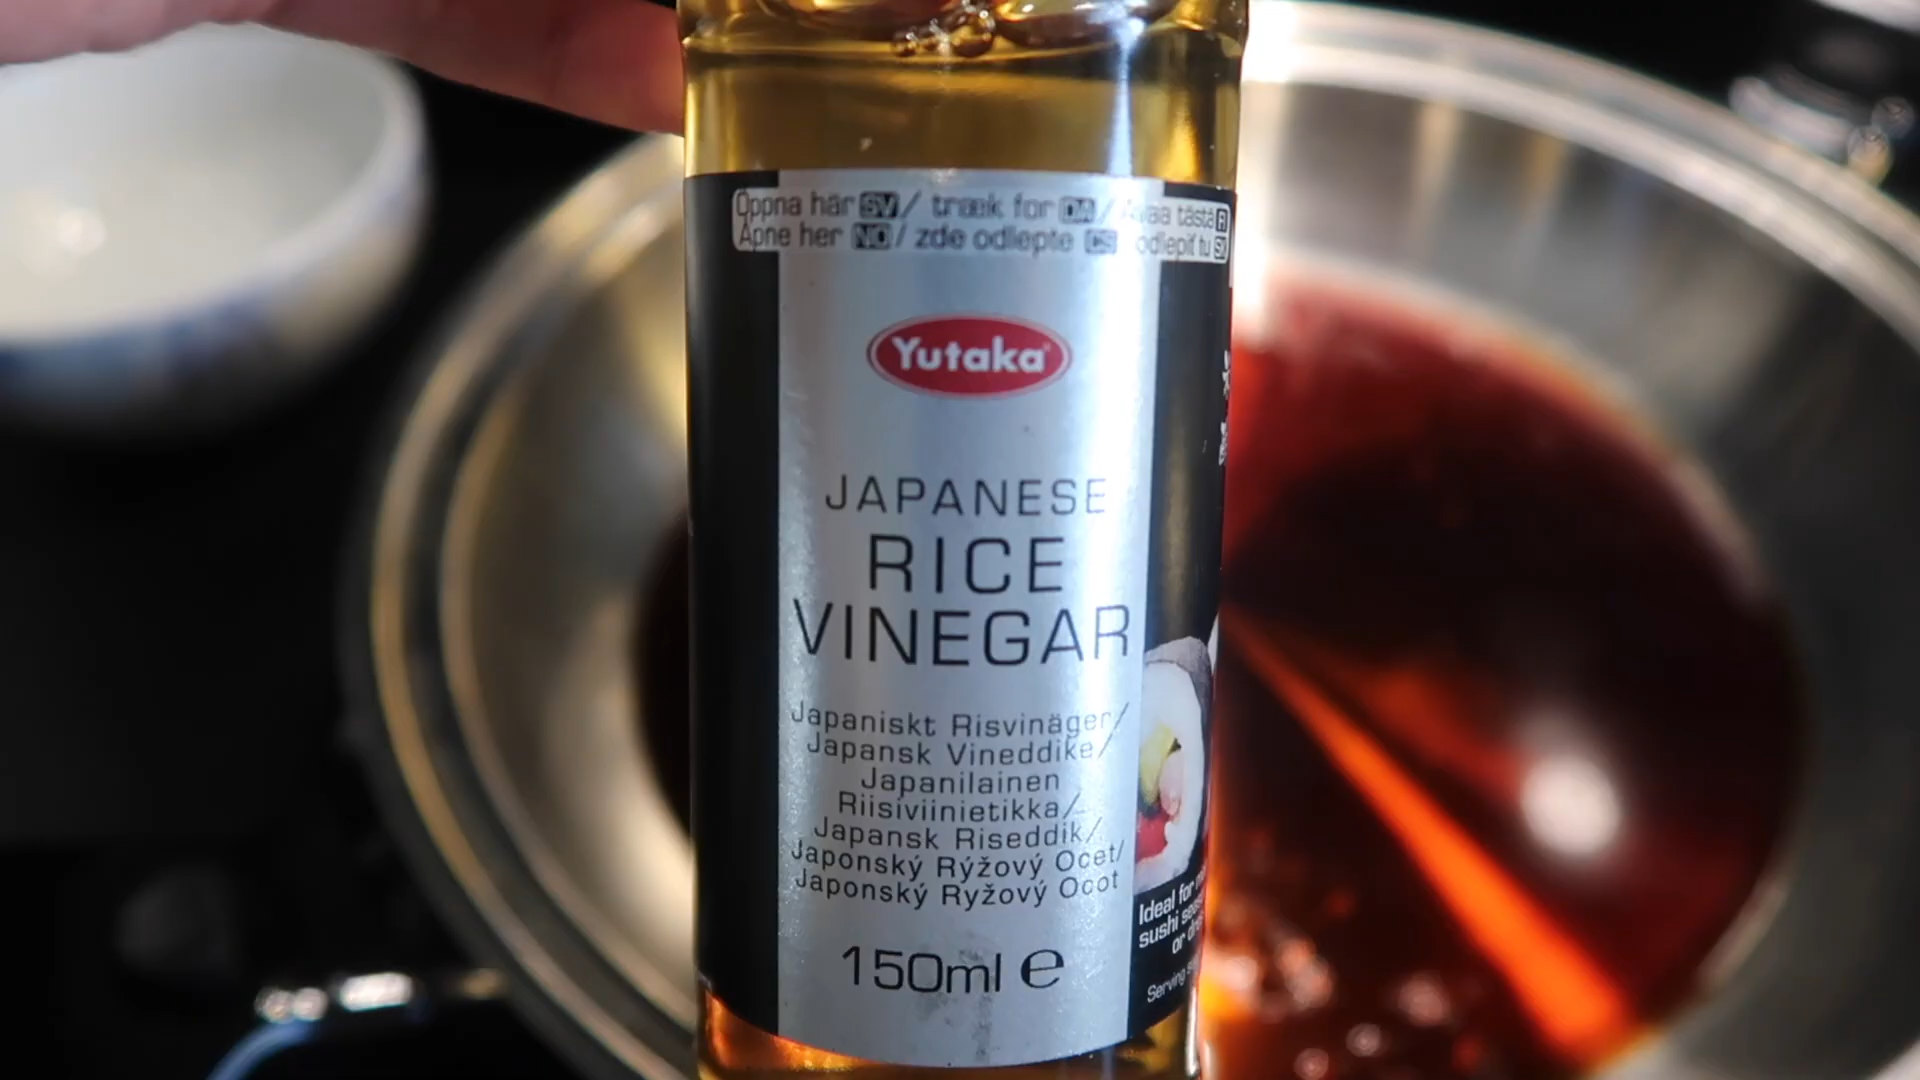 Öppna här SV / træk for DA / tästä FI
Åpne her NO / zde odlepte CS odlepiť tu
Yutaka
JAPANESE
RICE
VINEGAR
Japaniskt Risvinäger/
Japansk Vineddike/
Japanilainen
Riisiviinietikka/
Japansk Riseddik/
Japonský Rýžový Ocet/
Japonský Ryžový Ocot
150ml e
Ideal for
sushi
or
Serving